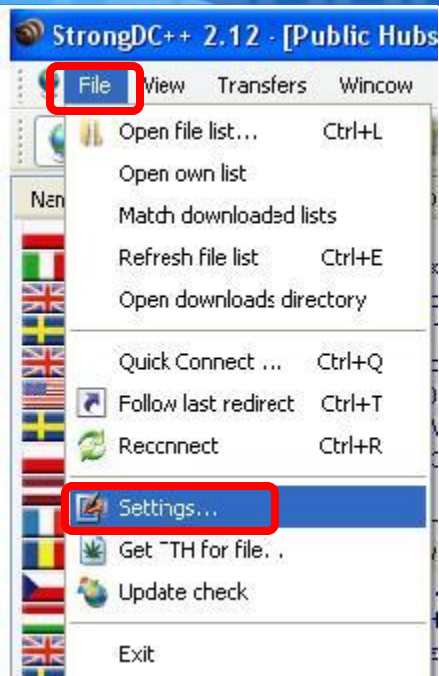 StrongDC++ 2.12 - [Public Hubs
File View Transfers Wincow
Open file list... Ctrl+L
Open own list
Nan
Match downloaded lists
Refresh file list Ctrl+E
Open downloads directory
Quick Connect ... Ctrl+Q
Follow last redirect Ctrl+T
Reconnect Ctrl+R
Settings...
Get TTH for file...
Update check
Exit